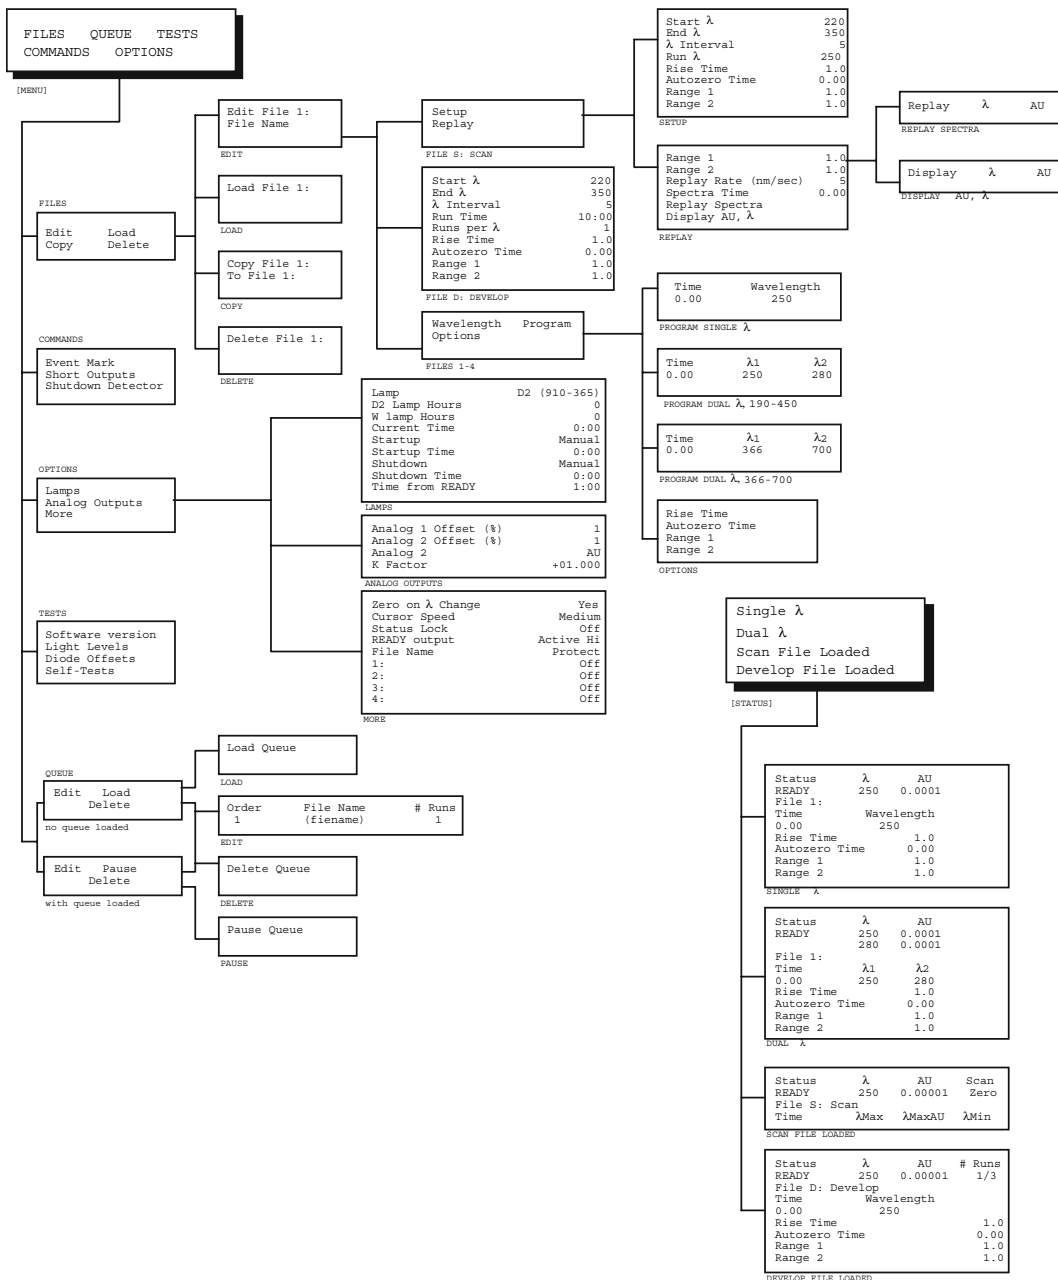 FILES QUEUE TESTS
COMMANDS OPTIONS
[MENU]
FILES
Edit Load
Copy Delete
COMMANDS
Event Mark
Short Outputs
Shutdown Detector
OPTIONS
Lamps
Analog Outputs
More
TESTS
Software version
Light Levels
Diode Offsets
Self-Tests
QUEUE
Edit Load
Delete
no queue loaded
Edit Pause
Delete
with queue loaded
Edit File 1:
File Name
EDIT
Load File 1:
LOAD
Copy File 1:
To File 1:
COPY
Delete File 1:
DELETE
Load Queue
LOAD
Order File Name # Runs
1 (fiename) 1
EDIT
Delete Queue
DELETE
Pause Queue
PAUSE
Setup
Replay
FILE S: SCAN
Start λ 220
End λ 350
λ Interval 5
Run Time 10:00
Runs per λ 1
Rise Time 1.0
Autozero Time 0.00
Range 1 1.0
Range 2 1.0
FILE D: DEVELOP
Wavelength Program
Options
FILES 1-4
Lamp D2 (910-365)
D2 Lamp Hours 0
W lamp Hours 0
Current Time 0:00
Startup Manual
Startup Time 0:00
Shutdown Manual
Shutdown Time 0:00
Time from READY 1:00
LAMPS
Analog 1 Offset (%) 1
Analog 2 Offset (%) 1
Analog 2 AU
K Factor +01.000
ANALOG OUTPUTS
Zero on λ Change Yes
Cursor Speed Medium
Status Lock Off
READY output Active Hi
File Name Protect
1: Off
2: Off
3: Off
4: Off
MORE
Start λ 220
End λ 350
λ Interval 5
Run λ 250
Rise Time 1.0
Autozero Time 0.00
Range 1 1.0
Range 2 1.0
SETUP
Range 1 1.0
Range 2 1.0
Replay Rate (nm/sec) 5
Spectra Time 0.00
Replay Spectra
Display AU, λ
REPLAY
Replay λ AU
REPLAY SPECTRA
Display λ AU
DISPLAY AU, λ
Time Wavelength
0.00 250
PROGRAM SINGLE λ
Time λ1 λ2
0.00 250 280
PROGRAM DUAL λ, 190-450
Time λ1 λ2
0.00 366 700
PROGRAM DUAL λ, 366-700
Rise Time
Autozero Time
Range 1
Range 2
OPTIONS
Single λ
Dual λ
Scan File Loaded
Develop File Loaded
[STATUS]
Status λ AU
READY 250 0.0001
File 1:
Time Wavelength
0.00 250
Rise Time 1.0
Autozero Time 0.00
Range 1 1.0
Range 2 1.0
SINGLE λ
Status λ AU
READY 250 0.0001
280 0.0001
File 1:
Time λ1 λ2
0.00 250 280
Rise Time 1.0
Autozero Time 0.00
Range 1 1.0
Range 2 1.0
DUAL λ
Status λ AU Scan
READY 250 0.00001 Zero
File S: Scan
Time λMax λMaxAU λMin
SCAN FILE LOADED
Status λ AU # Runs
READY 250 0.00001 1/3
File D: Develop
Time Wavelength
0.00 250
Rise Time 1.0
Autozero Time 0.00
Range 1 1.0
Range 2 1.0
DEVELOP FILE LOADED